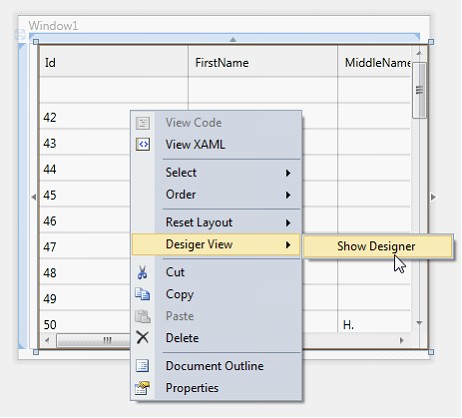 Window1
Id FirstName MiddleName
42
43
44
45
46
47
48
49
50 H.
View Code
View XAML
Select
Order
Reset Layout
Desiger View
Show Designer
Cut
Copy
Paste
Delete
Document Outline
Properties